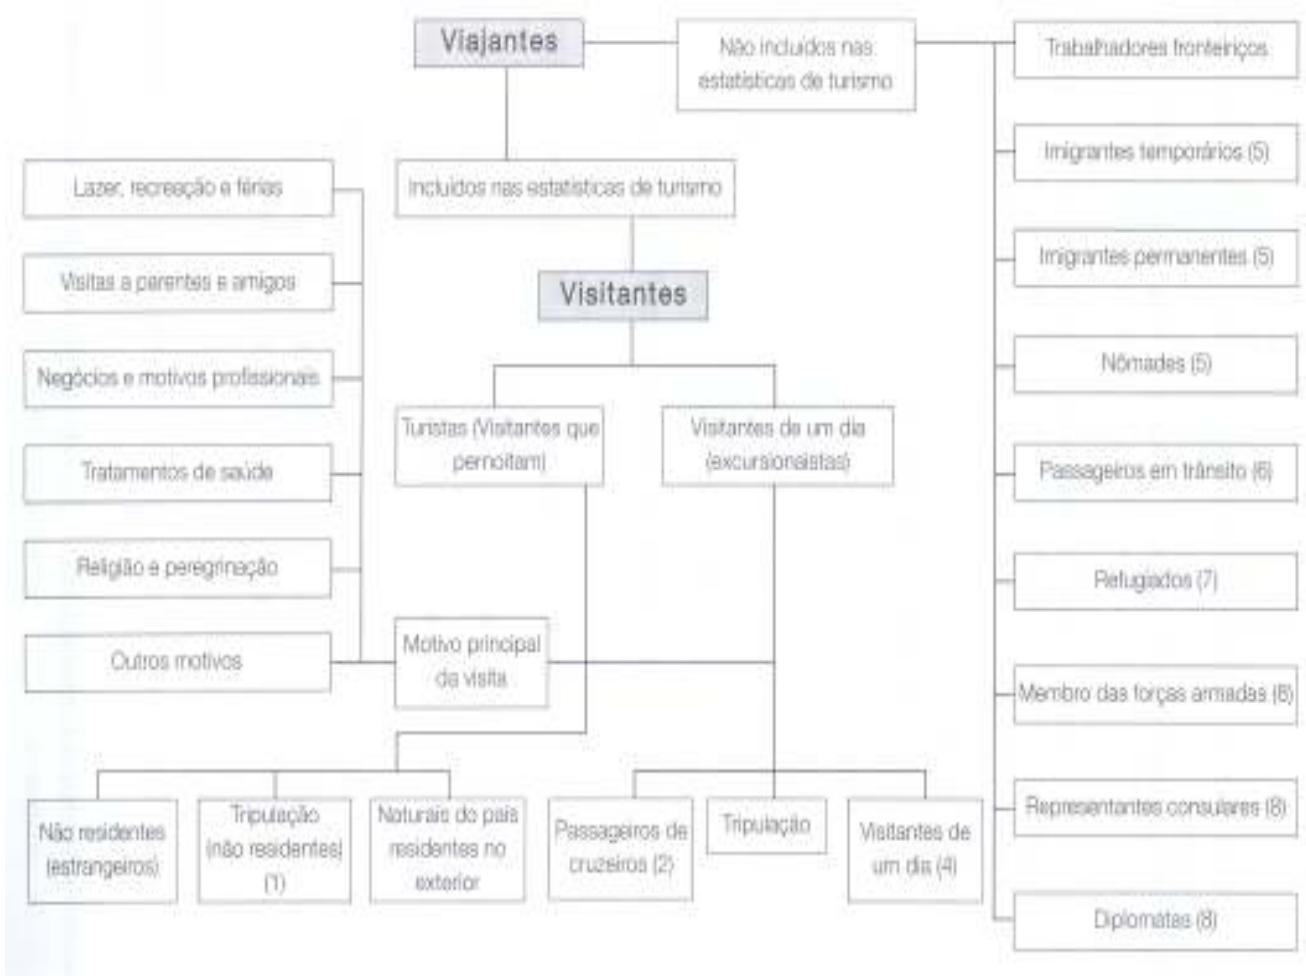 Viajantes
Não incluídos nas
estatísticas de turismo
Trabalhadores fronteiriços
Imigrantes temporários (5)
Lazer, recreação e férias
Incluídos nas estatísticas de turismo
Imigrantes permanentes (5)
Visitas a parentes e amigos
Visitantes
Negócios e motivos profissionais
Nômades (5)
Turistas (Visitantes que
pernoitam)
Visitantes de um dia
(excursionaistas)
Tratamentos de saúde
Passageiros em trânsito (6)
Religião e peregrinação
Refugiados (7)
Outros motivos
Motivo principal
da visita
Membro das forças armadas (8)
Não residentes
(estrangeiros)
Tripulação
(não residentes)
(1)
Naturais do país
residentes no
exterior
Passageiros de
cruzeiros (2)
Tripulação
Visitantes de
um dia (4)
Representantes consulares (8)
Diplomatas (8)